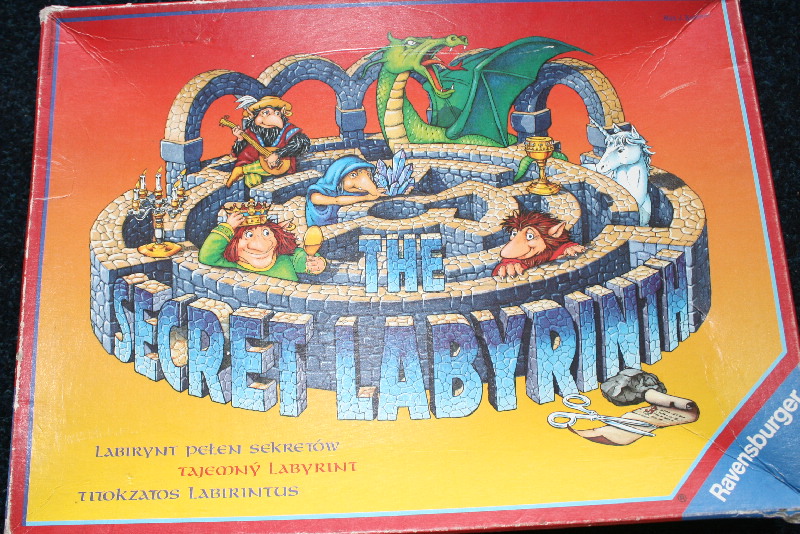 THE
SECRET LABYRINTH
LABIRYNT PEŁEN SEKRETÓW
TAJEMNÝ LABYRINT
TITOKZATOS LABIRINTUS
Ravensburger
®